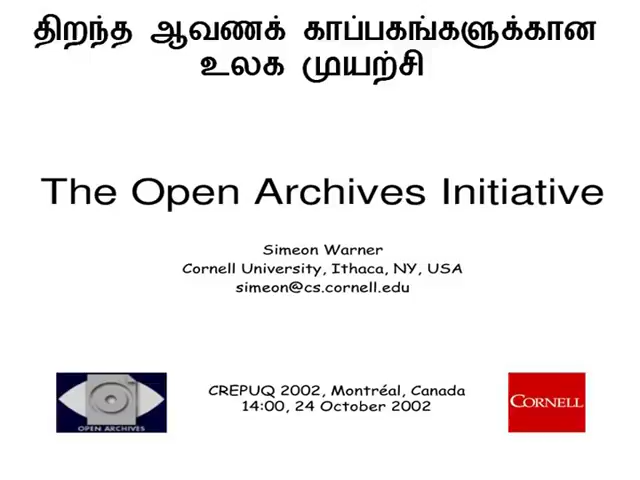 திறந்த ஆவணக் காப்பகங்களுக்கான
உலக முயற்சி
The Open Archives Initiative
Simeon Warner
Cornell University, Ithaca, NY, USA
simeon@cs.cornell.edu
CREPUQ 2002, Montréal, Canada
14:00, 24 October 2002
OPEN ARCHIVES
CORNELL